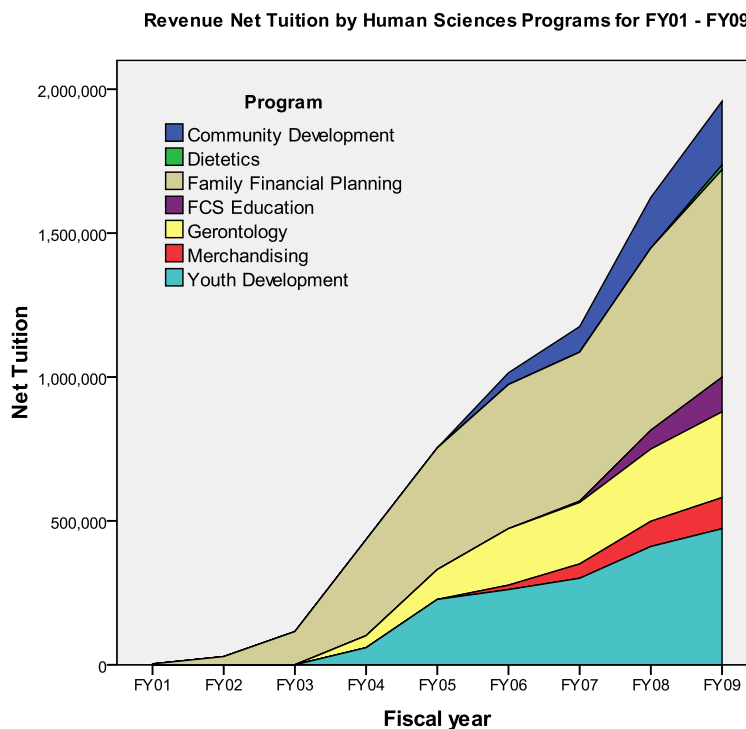 Revenue Net Tuition by Human Sciences Programs for FY01 - FY09
Program
Community Development
Dietetics
Family Financial Planning
FCS Education
Gerontology
Merchandising
Youth Development
2,000,000
1,500,000
1,000,000
500,000
0
Net Tuition
FY01 FY02 FY03 FY04 FY05 FY06 FY07 FY08 FY09
Fiscal year